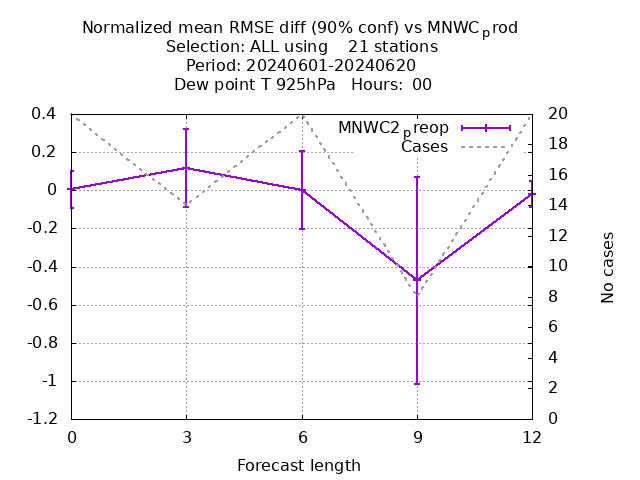 Normalized mean RMSE diff (90% conf) vs MNWCprod
Selection: ALL using    21 stations
Period: 20240601-20240620
Dew point T 925hPa   Hours:  00
MNWC2preop
Cases
0.4
0.2
0
-0.2
-0.4
-0.6
-0.8
-1
-1.2
20
18
16
14
12
10
8
6
4
2
0
No cases
0 3 6 9 12
Forecast length